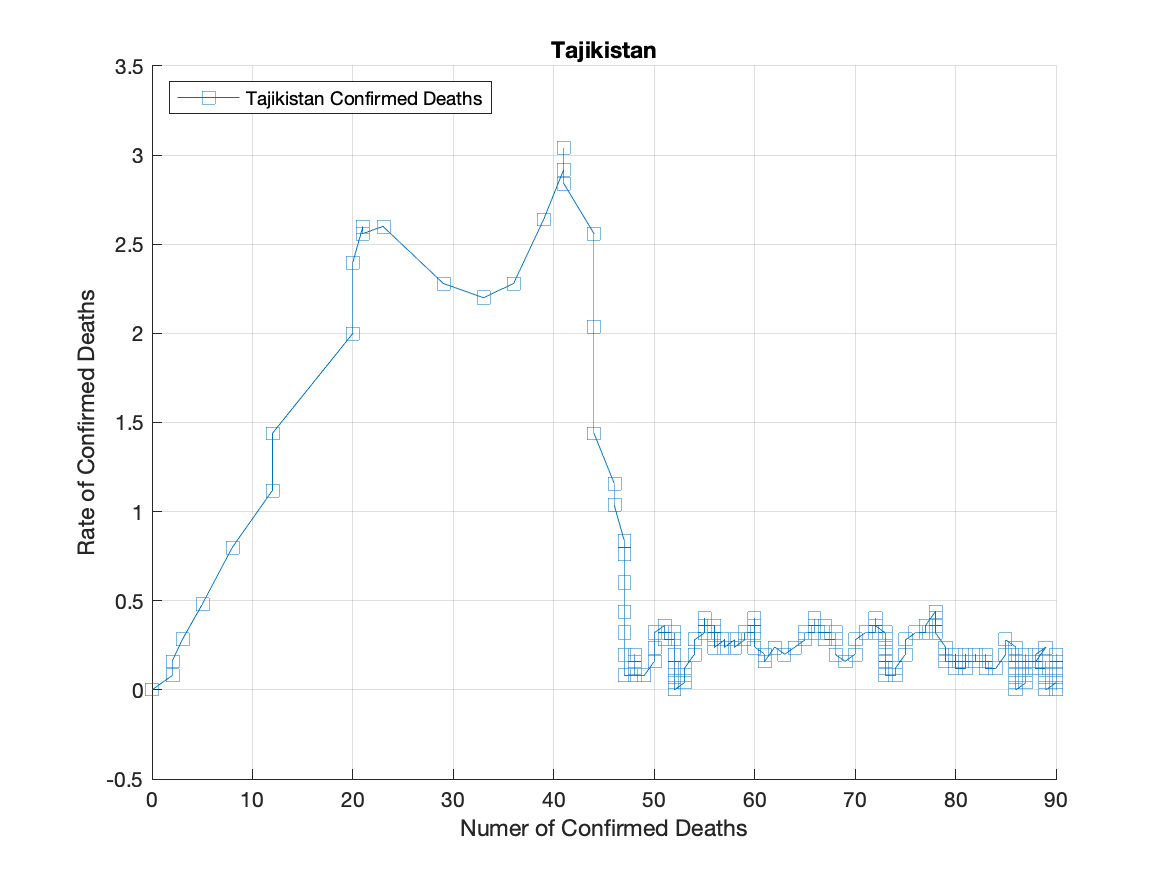 Tajikistan
Tajikistan Confirmed Deaths
3.5
3
2.5
2
1.5
1
0.5
0
-0.5
Rate of Confirmed Deaths
0 10 20 30 40 50 60 70 80 90
Numer of Confirmed Deaths